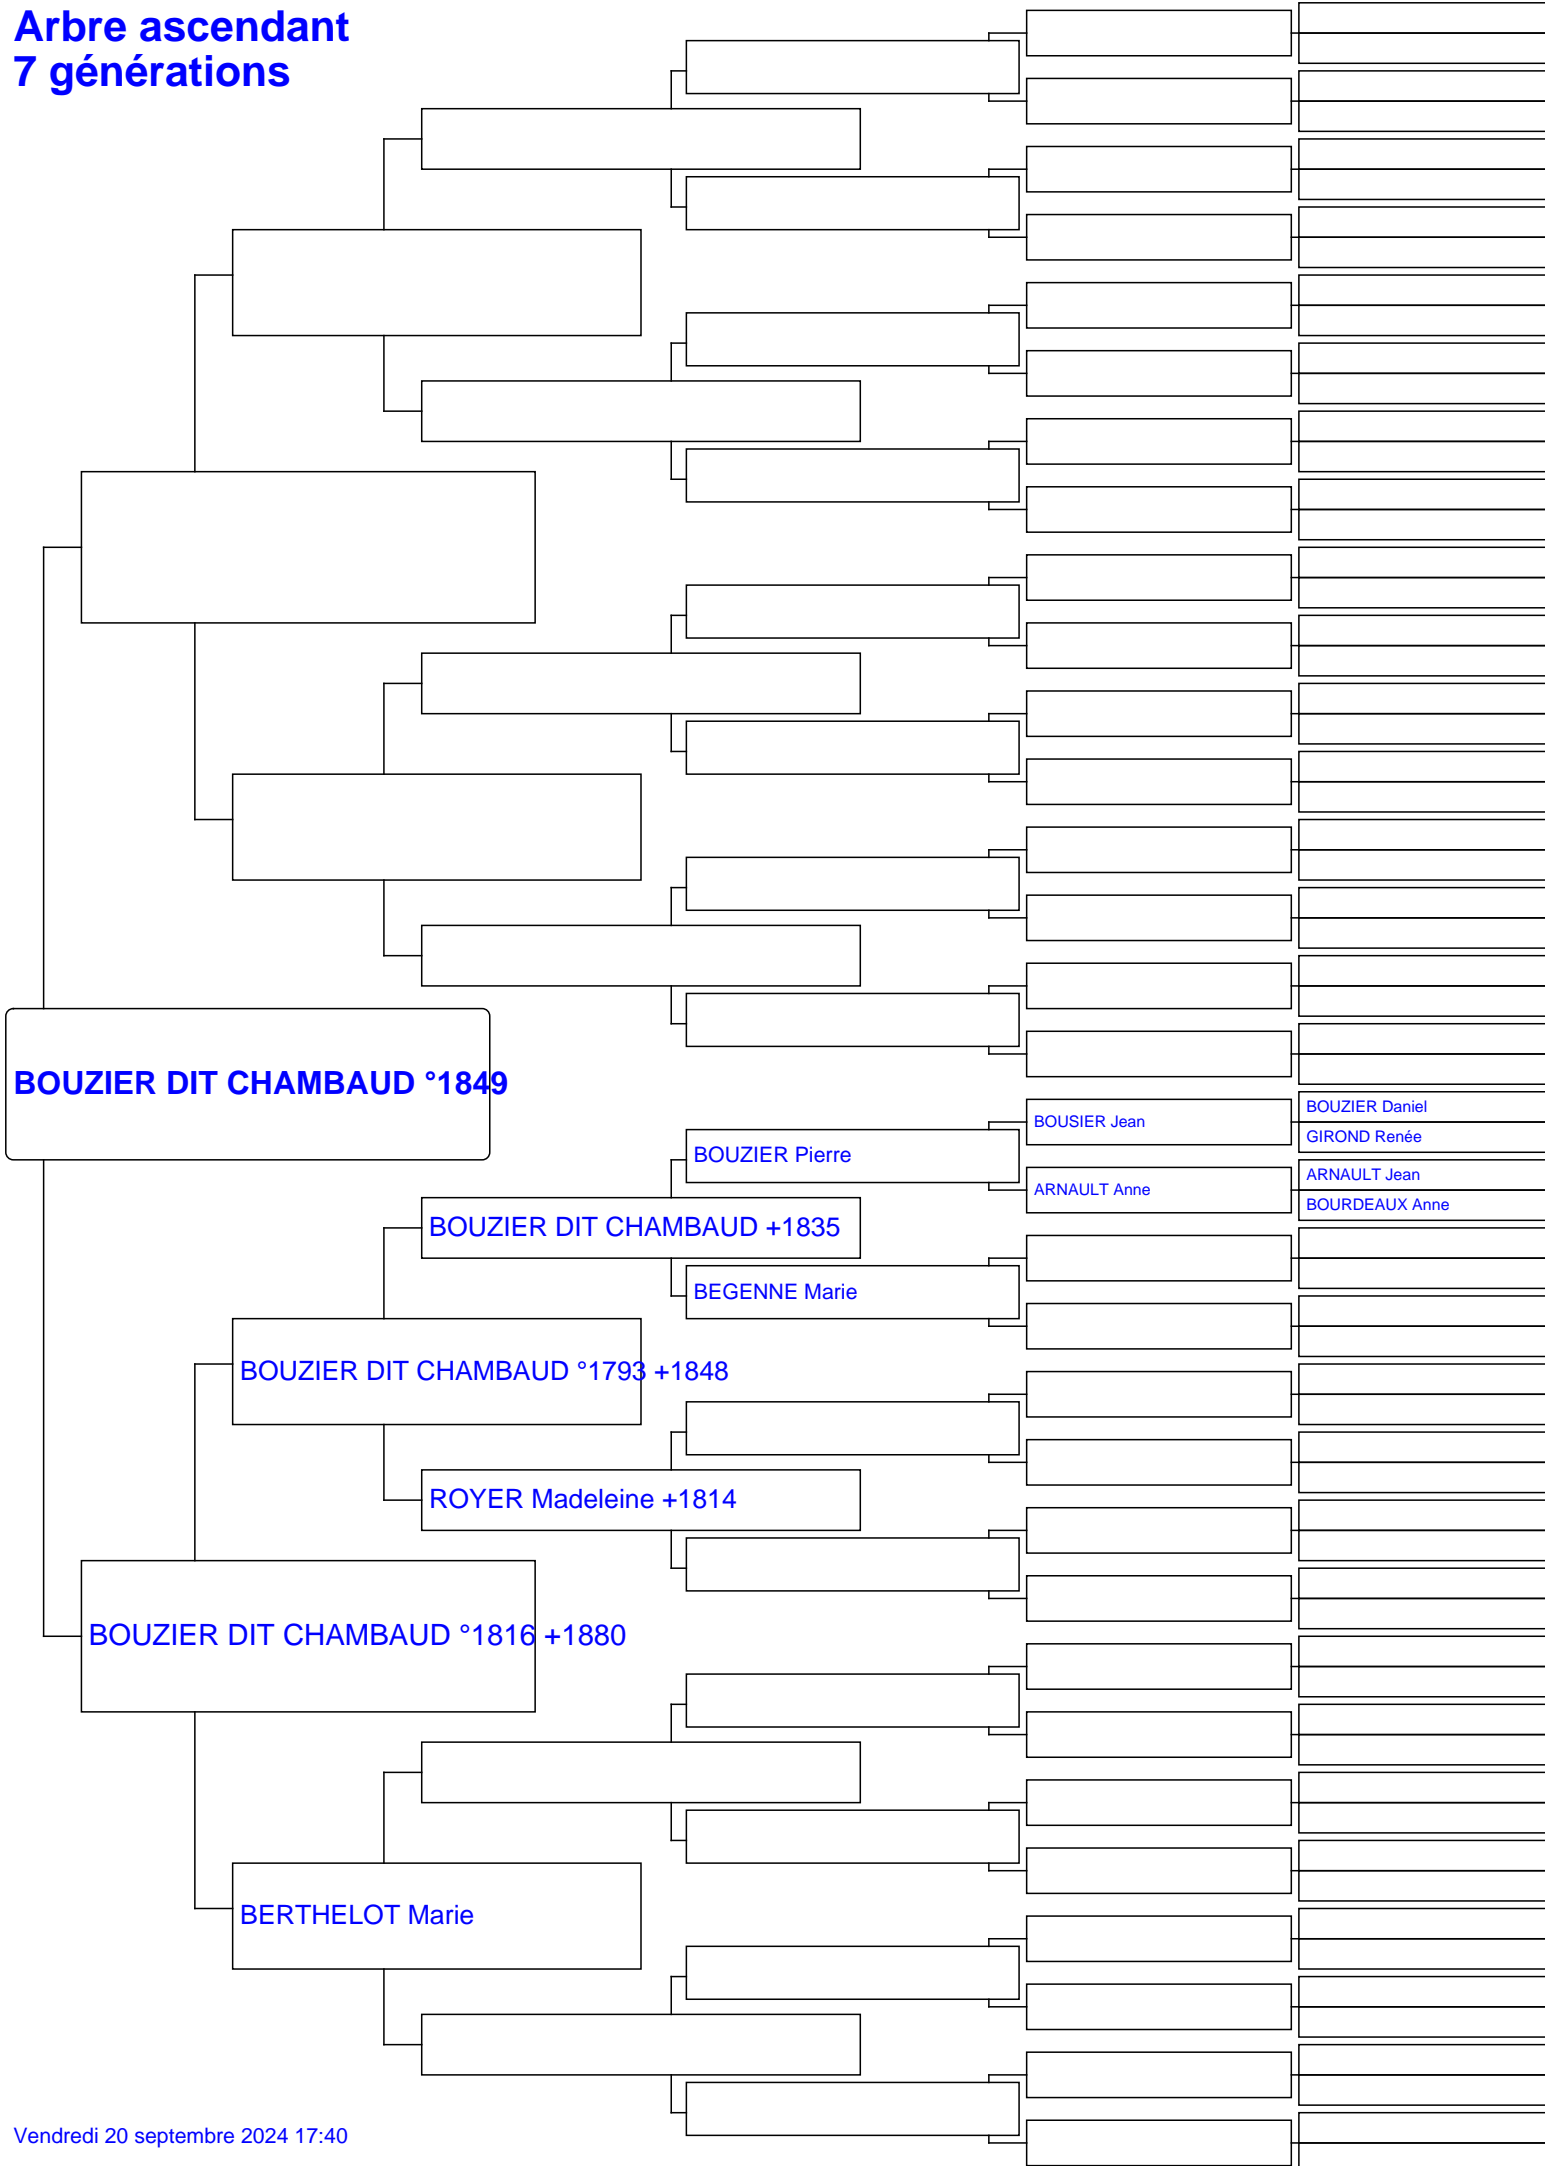 Arbre ascendant
7 générations
BOUZIER DIT CHAMBAUD °1849
BOUZIER Daniel
BOUSIER Jean
GIROND Renée
BOUZIER Pierre
ARNAULT Jean
ARNAULT Anne
BOURDEAUX Anne
BOUZIER DIT CHAMBAUD +1835
BEGENNE Marie
BOUZIER DIT CHAMBAUD °1793 +1848
ROYER Madeleine +1814
BOUZIER DIT CHAMBAUD °1816 +1880
BERTHELOT Marie
Vendredi 20 septembre 2024 17:40